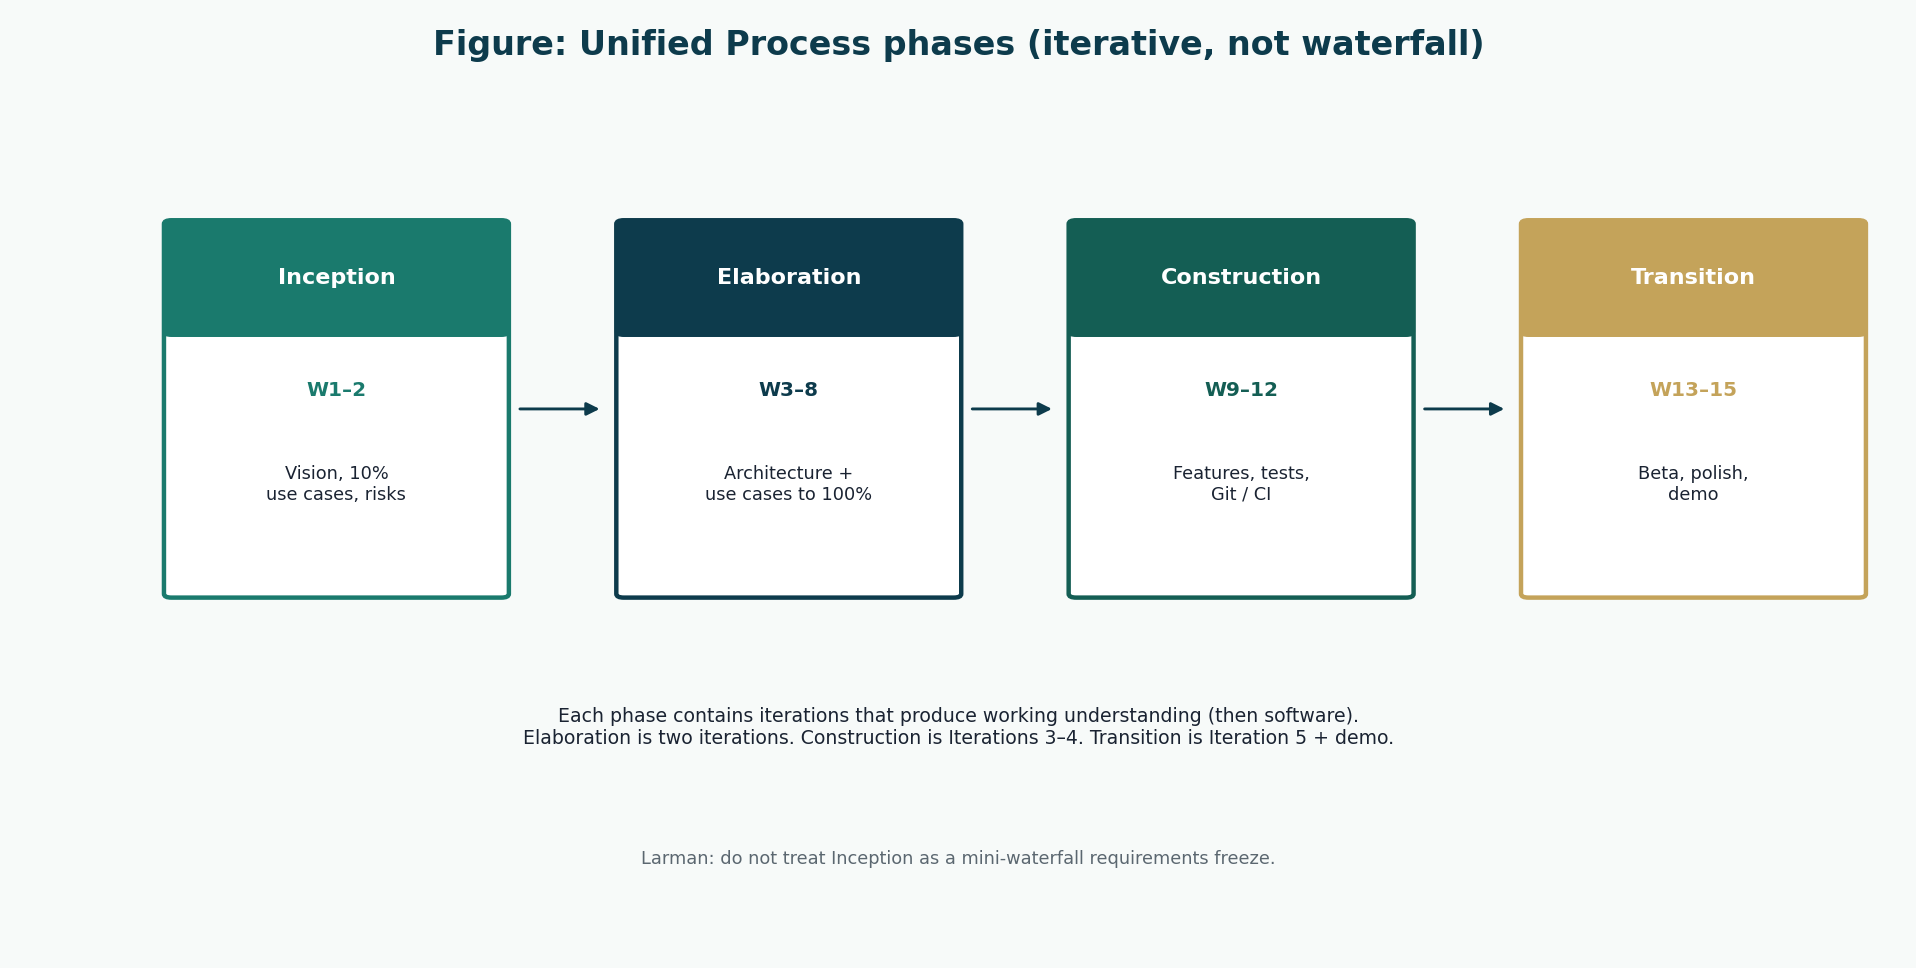 Figure: Unified Process phases (iterative, not waterfall)
Inception
W1–2
Vision, 10%
use cases, risks
Elaboration
W3–8
Architecture +
use cases to 100%
Construction
W9–12
Features, tests,
Git / CI
Transition
W13–15
Beta, polish,
demo
Each phase contains iterations that produce working understanding (then software).
Elaboration is two iterations. Construction is Iterations 3–4. Transition is Iteration 5 + demo.
Larman: do not treat Inception as a mini-waterfall requirements freeze.